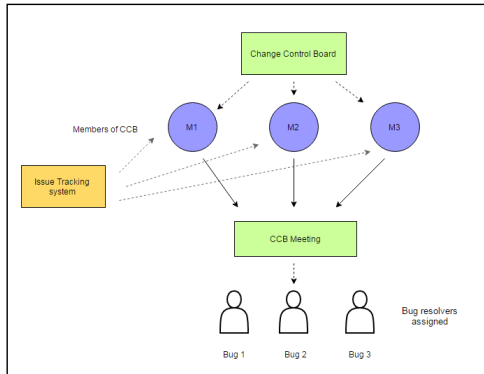 Change Control Board
Members of CCB
M1
M2
M3
Issue Tracking
system
CCB Meeting
Bug resolvers
assigned
Bug 1
Bug 2
Bug 3